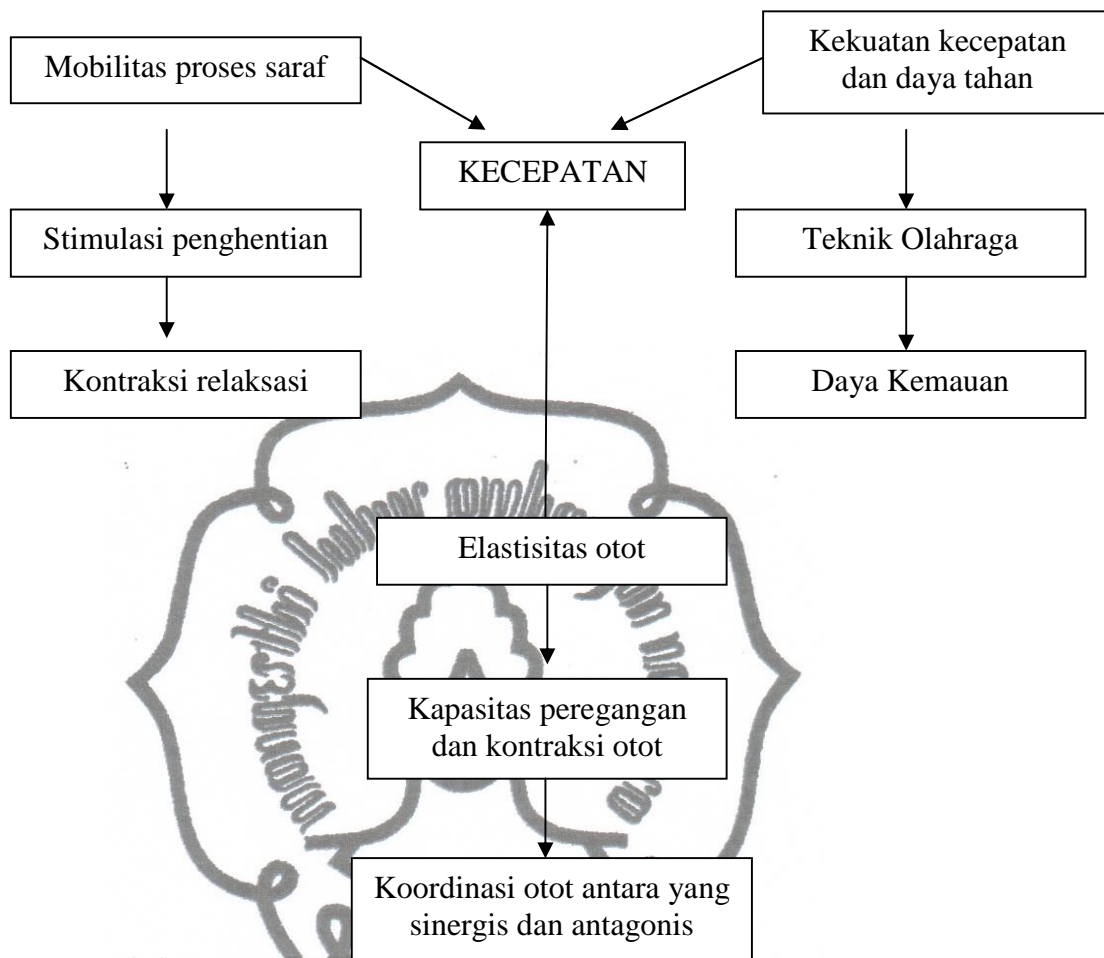 Mobilitas proses saraf
Kekuatan kecepatan
dan daya tahan
KECEPATAN
Stimulasi penghentian
Teknik Olahraga
Kontraksi relaksasi
Daya Kemauan
Elastisitas otot
Kapasitas peregangan
dan kontraksi otot
Koordinasi otot antara yang
sinergis dan antagonis